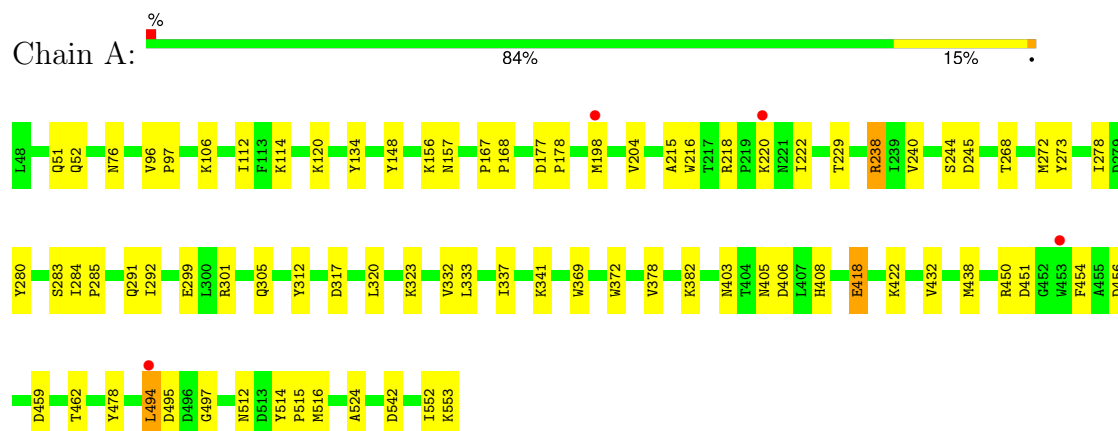 %
Chain A:
84% 15% •
L48 Q51 Q52 N76 V96 P97 K106 I112 F113 K114 K120 Y134 Y148 K156 N157 P167 P168 D177 P178 M198 V204 A215 W216 T217 R218 P219 K220 N221 I222 T229 R238 I239 V240 S244 D245 T268 M272 Y273 I278 D279
Y280 S283 I284 P285 Q291 I292 E299 L300 R301 Q305 Y312 D317 L320 K323 V332 L333 I337 K341 W369 W372 V378 K382 N403 T404 N405 D406 L407 H408 E418 K422 V432 M438 R450 D451 G452 W453 F454 A455 D456
D459 T462 Y478 L494 D495 D496 G497 N512 D513 Y514 P515 M516 A524 D542 I552 K553